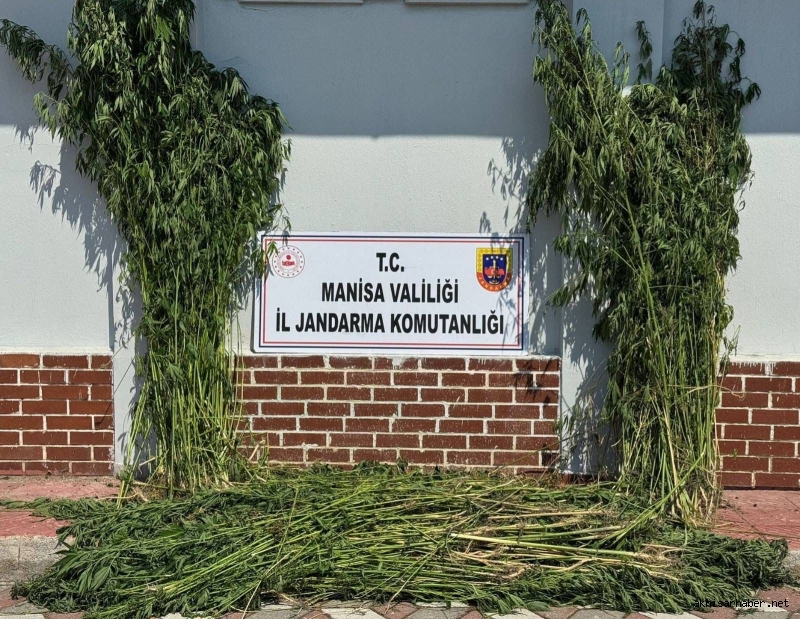 T.C.
MANİSA VALİLİĞİ
İL JANDARMA KOMUTANLIĞI
akhisarhaber.net